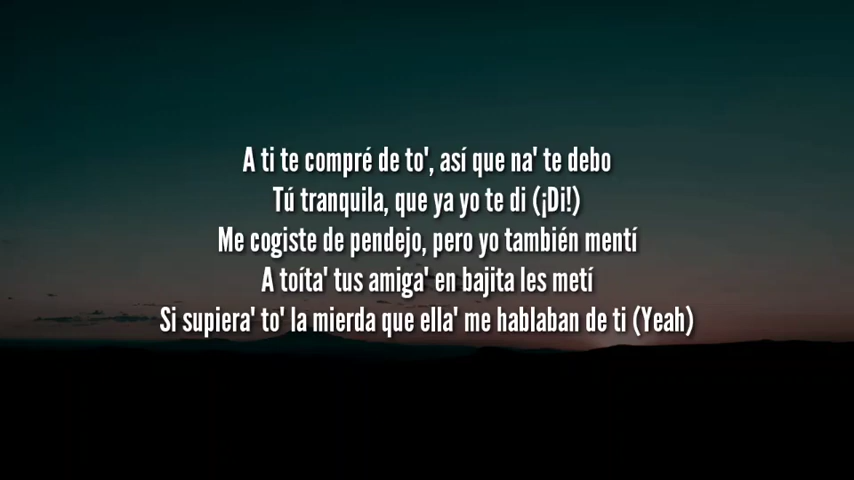 A ti te compré de to', así que na' te debo
Tú tranquila, que ya yo te di (¡Di!)
Me cogiste de pendejo, pero yo también mentí
A toíta' tus amiga' en bajita les metí
Si supiera' to' la mierda que ella' me hablaban de ti (Yeah)